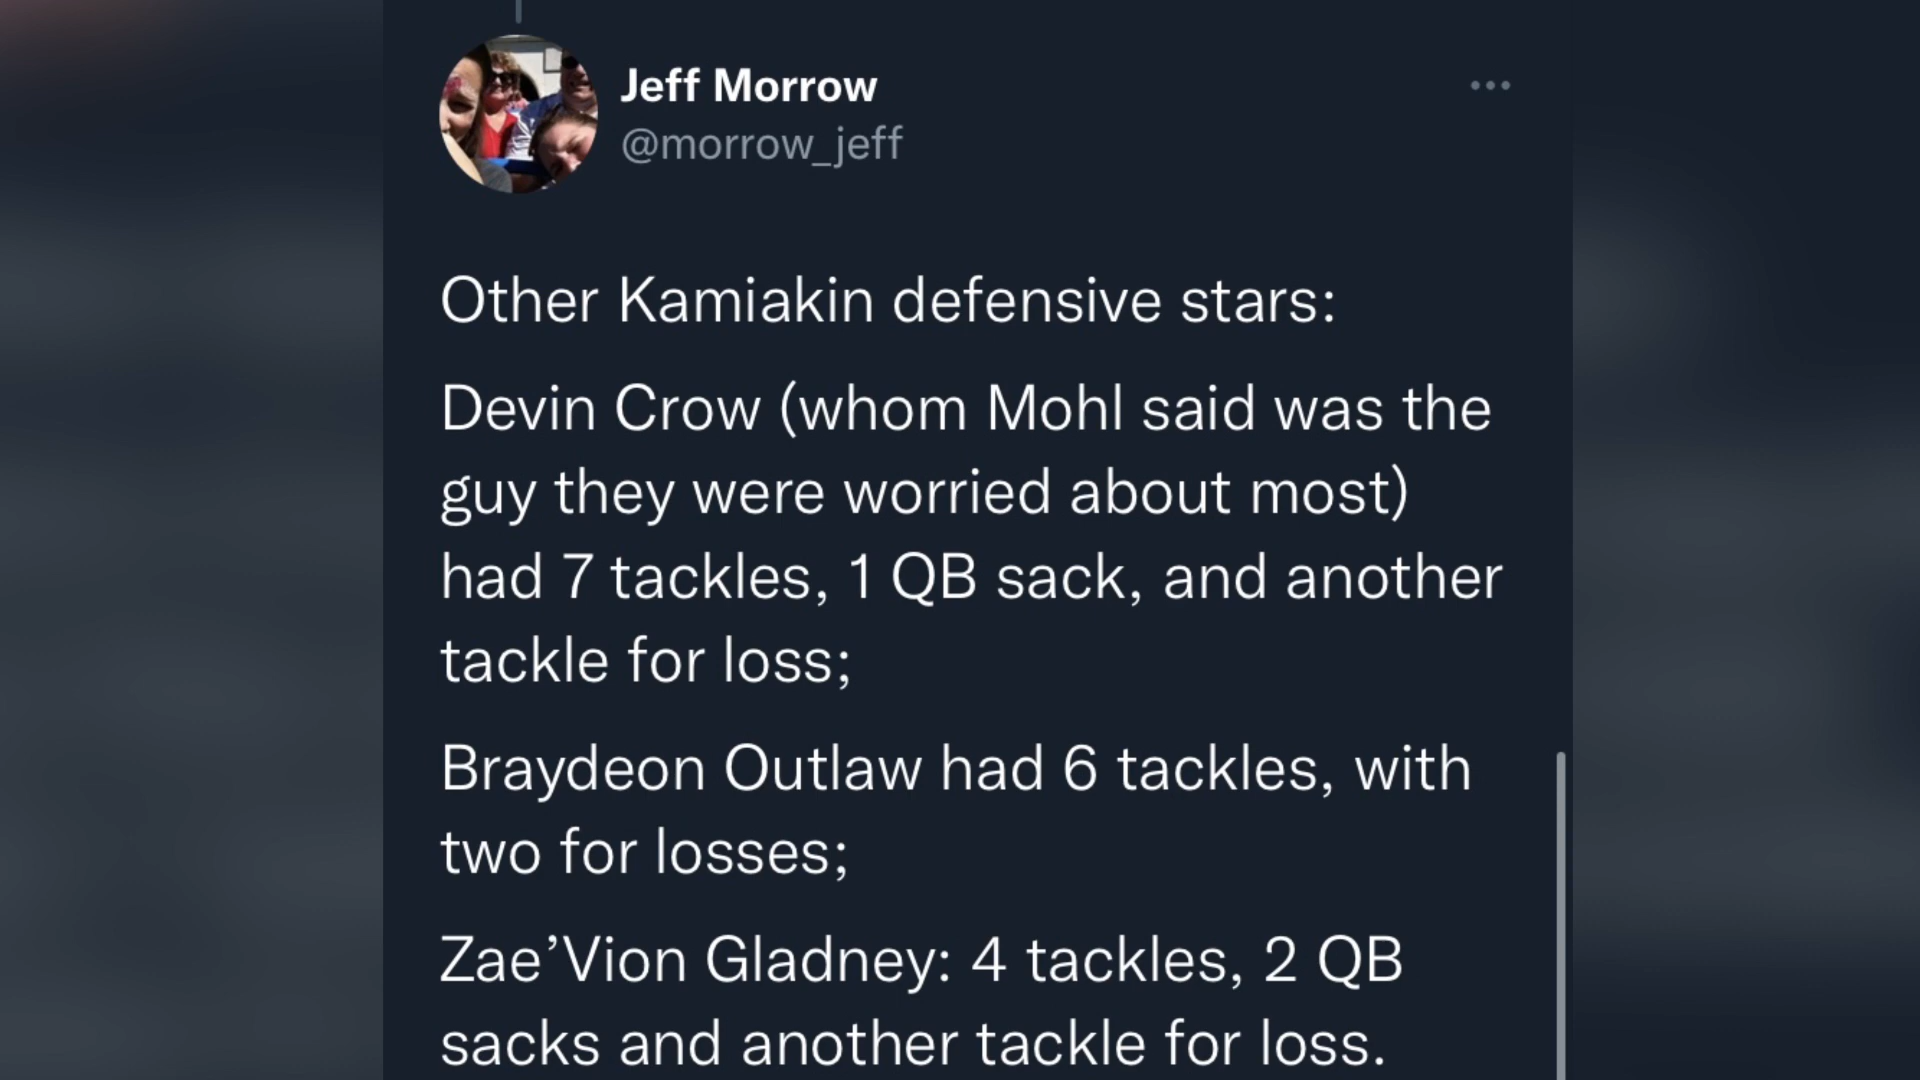 Jeff Morrow
@morrow_jeff
Other Kamiakin defensive stars:
Devin Crow (whom Mohl said was the
guy they were worried about most)
had 7 tackles, 1 QB sack, and another
tackle for loss;
Braydeon Outlaw had 6 tackles, with
two for losses;
Zae’Vion Gladney: 4 tackles, 2 QB
sacks and another tackle for loss.